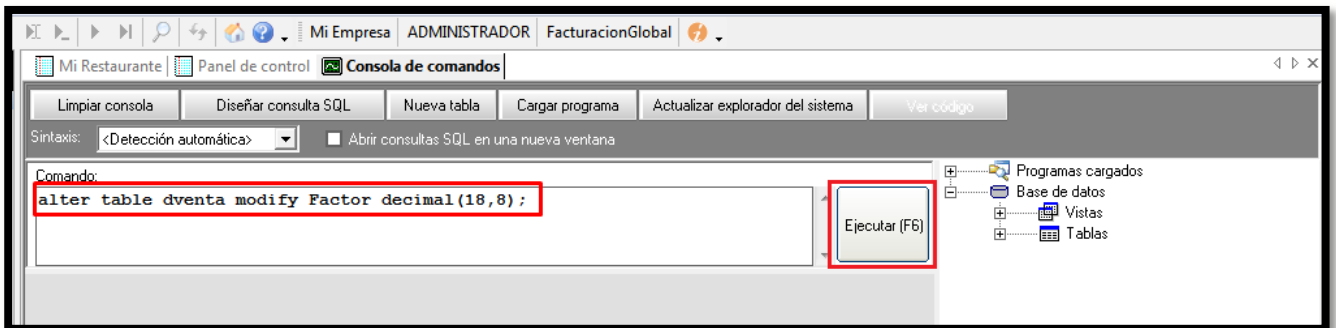 Mi Empresa ADMINISTRADOR FacturacionGlobal
Mi Restaurante Panel de control Consola de comandos
Limpiar consola Diseñar consulta SQL Nueva tabla Cargar programa Actualizar explorador del sistema Ver código
Sintaxis: <Detección automática> Abrir consultas SQL en una nueva ventana
Comando:
alter table dventa modify Factor decimal(18,8);
Ejecutar (F6)
Programas cargados
Base de datos
Vistas
Tablas